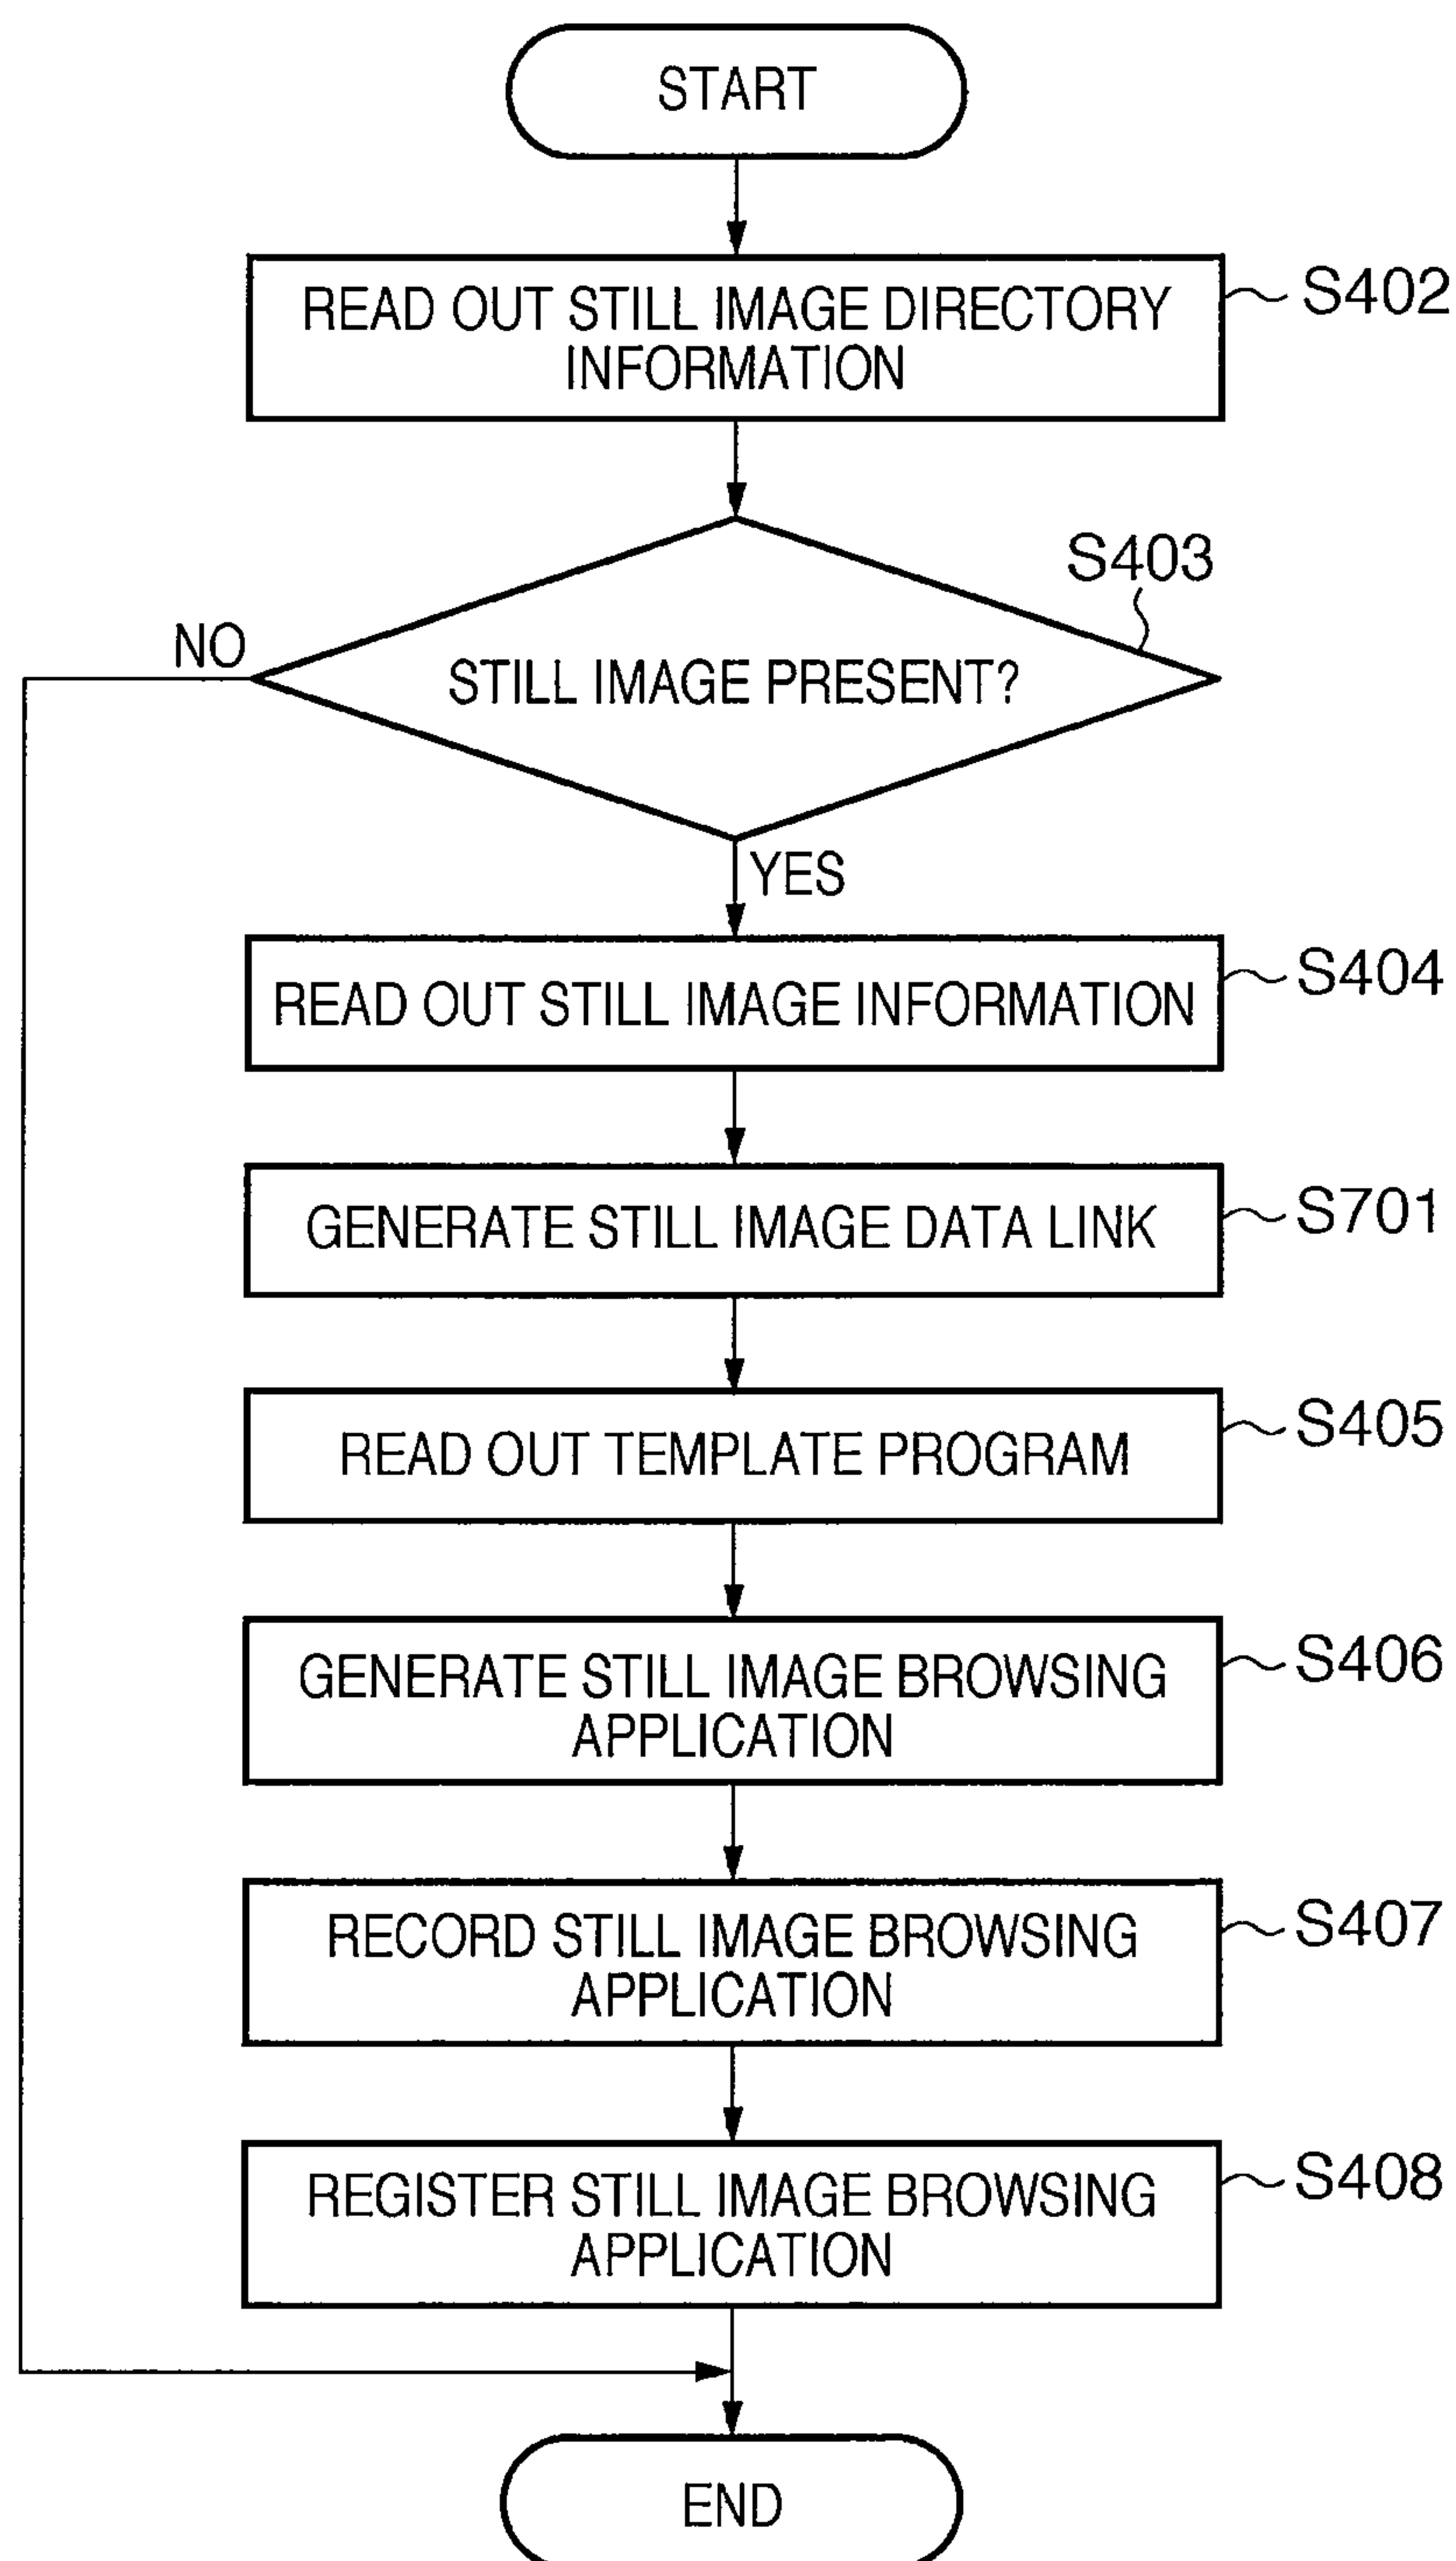 START
READ OUT STILL IMAGE DIRECTORY
INFORMATION
S402
S403
NO
STILL IMAGE PRESENT?
YES
READ OUT STILL IMAGE INFORMATION
S404
GENERATE STILL IMAGE DATA LINK
S701
READ OUT TEMPLATE PROGRAM
S405
GENERATE STILL IMAGE BROWSING
APPLICATION
S406
RECORD STILL IMAGE BROWSING
APPLICATION
S407
REGISTER STILL IMAGE BROWSING
APPLICATION
S408
END